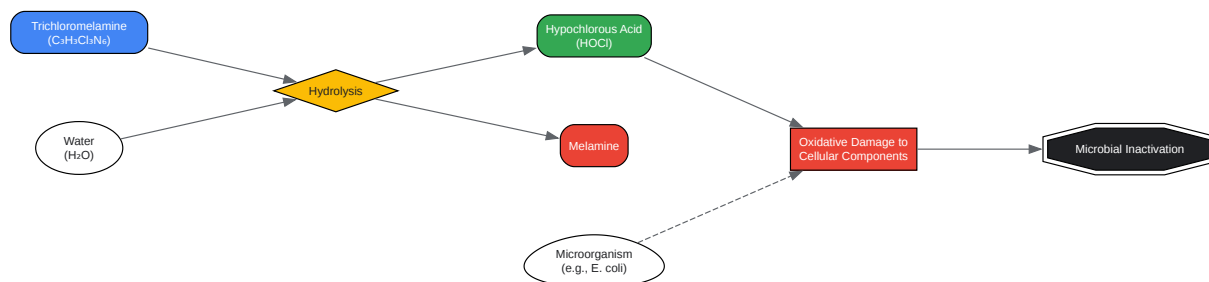 Trichloromelamine
(C₃H₃Cl₃N₆)
Water
(H₂O)
Hydrolysis
Hypochlorous Acid
(HOCl)
Melamine
Microorganism
(e.g., E. coli)
Oxidative Damage to
Cellular Components
Microbial Inactivation